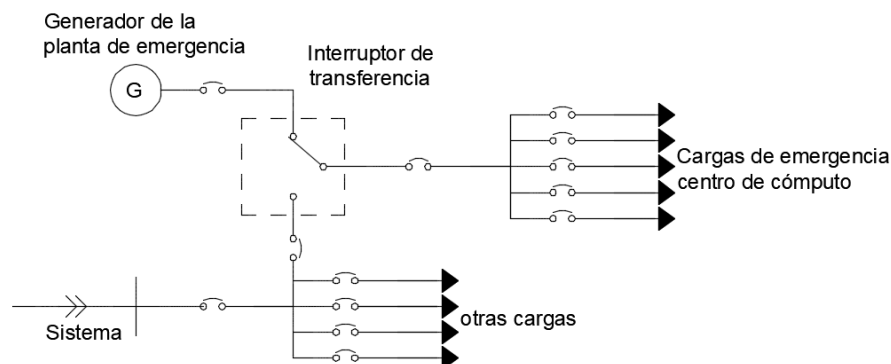 Generador de la
planta de emergencia
Interruptor de
transferencia
G
Cargas de emergencia
centro de cómputo
Sistema
otras cargas